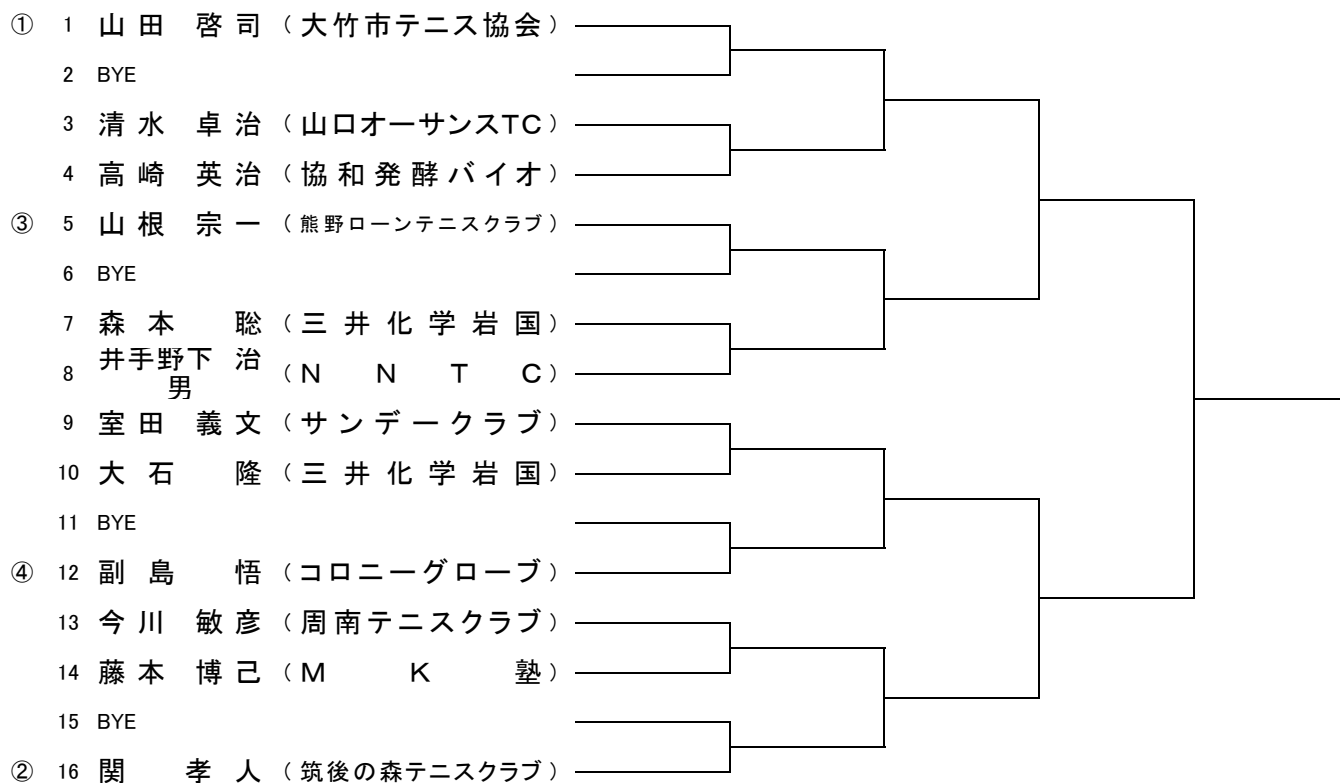 ① 1 山田 啓司 (大竹市テニス協会)
2 BYE
3 清水 卓治 (山口オーサンスTC)
4 高崎 英治 (協和発酵バイオ)
③ 5 山根 宗一 (熊野ローンテニスクラブ)
6 BYE
7 森本 聡 (三井化学岩国)
8 井手野下 治男 (NNTC)
9 室田 義文 (サンデークラブ)
10 大石 隆 (三井化学岩国)
11 BYE
④ 12 副島 悟 (コロニーグローブ)
13 今川 敏彦 (周南テニスクラブ)
14 藤本 博己 (MK塾)
15 BYE
② 16 関 孝人 (筑後の森テニスクラブ)